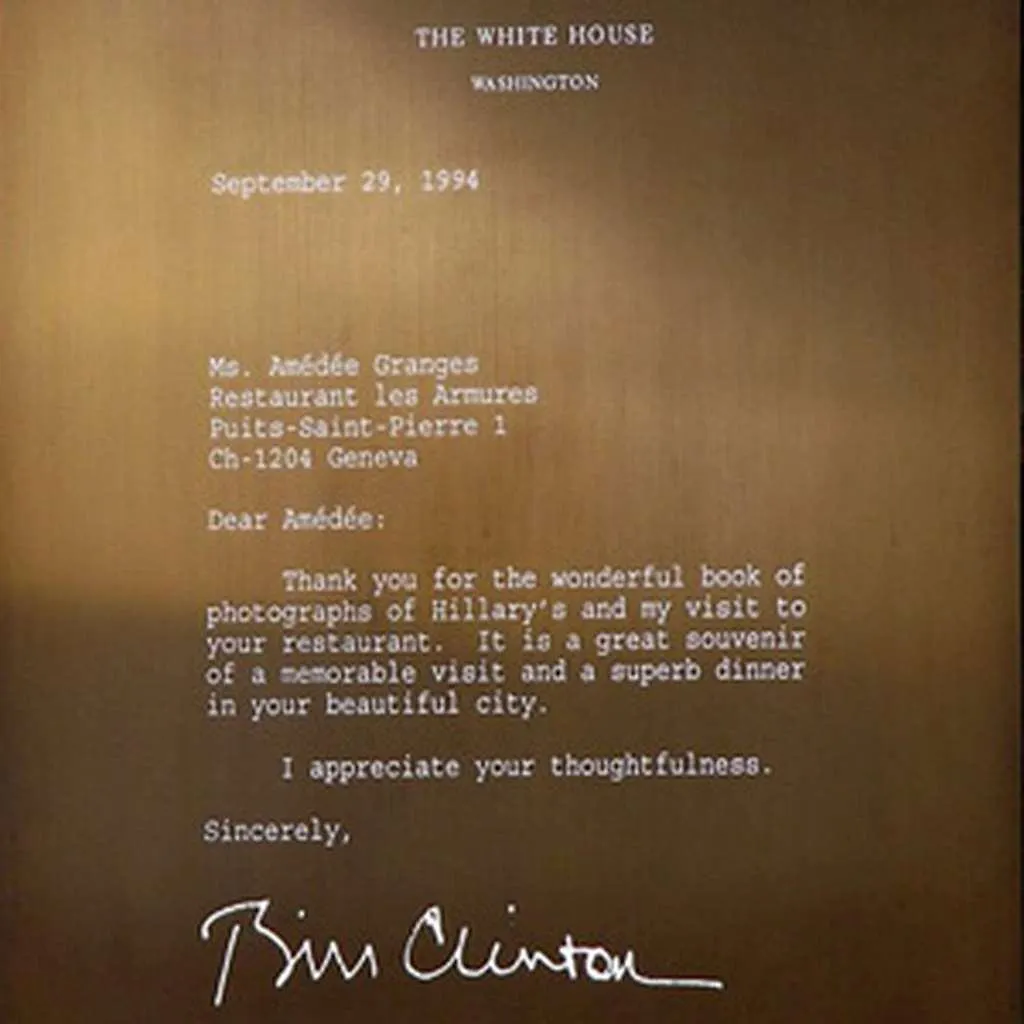 THE WHITE HOUSE
WASHINGTON
September 29, 1994
Ms. Amédée Granges
Restaurant les Armures
Puits-Saint-Pierre 1
Ch-1204 Geneva
Dear Amédée:
Thank you for the wonderful book of
photographs of Hillary's and my visit to
your restaurant. It is a great souvenir
of a memorable visit and a superb dinner
in your beautiful city.
I appreciate your thoughtfulness.
Sincerely,
Bill Clinton